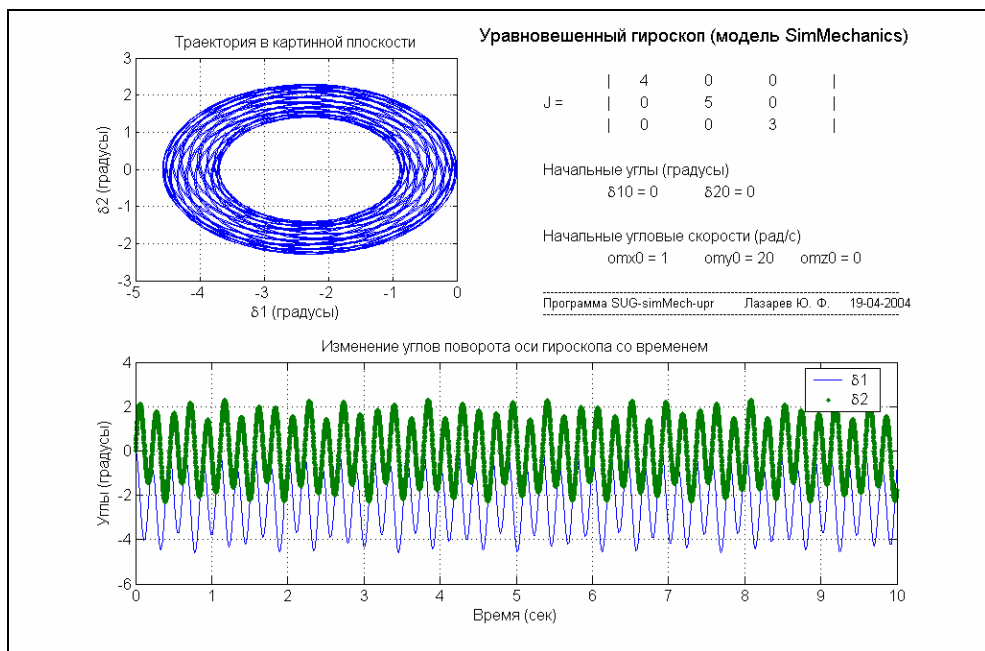 Траектория в картинной плоскости
3
2
1
0
-1
-2
-3
δ2 (градусы)
-5 -4 -3 -2 -1 0
δ1 (градусы)
Уравновешенный гироскоп (модель SimMechanics)
| 4 0 0 |
J = | 0 5 0 |
| 0 0 3 |
Начальные углы (градусы)
δ10 = 0 δ20 = 0
Начальные угловые скорости (рад/с)
omx0 = 1 omy0 = 20 omz0 = 0
Программа SUG-simMech-upr Лазарев Ю. Ф. 19-04-2004
Изменение углов поворота оси гироскопа со временем
4
2
0
-2
-4
-6
Углы (градусы)
δ1
δ2
0 1 2 3 4 5 6 7 8 9 10
Время (сек)